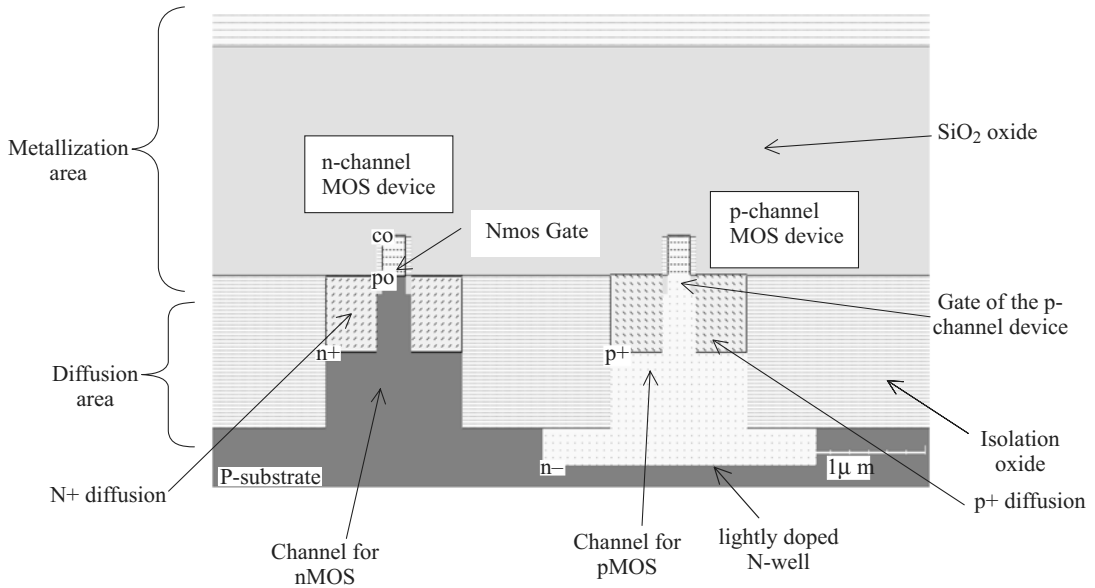 Metallization
area
n-channel
MOS device
SiO₂ oxide
p-channel
MOS device
co
Nmos Gate
po
Gate of the p-
channel device
n+
p+
Diffusion
area
Isolation
oxide
n–
1μ m
P-substrate
N+ diffusion
p+ diffusion
Channel for
nMOS
Channel for
pMOS
lightly doped
N-well